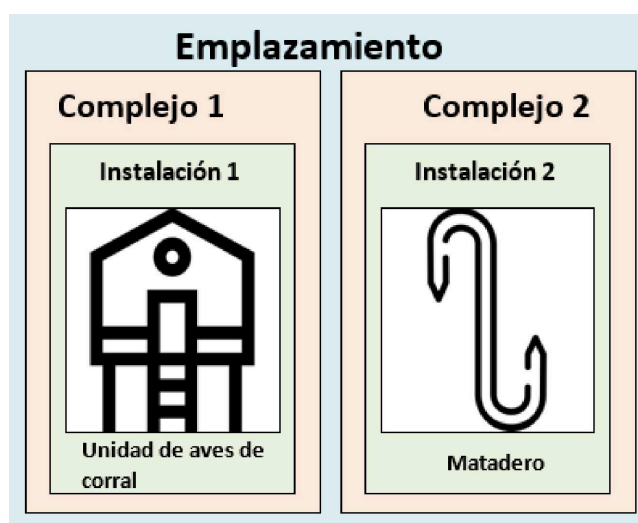 Emplazamiento
Complejo 1
Instalación 1
Unidad de aves de
corral
Complejo 2
Instalación 2
Matadero